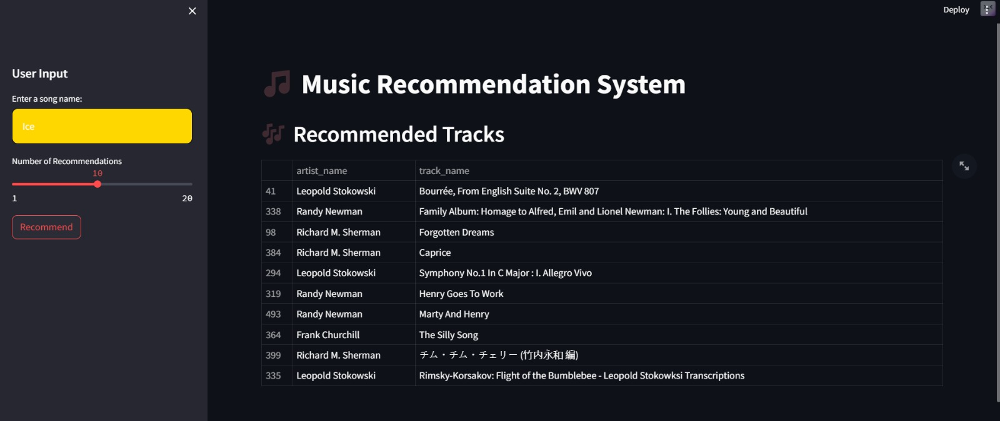 Deploy
User Input
Enter a song name:
Ice
Number of Recommendations
10
1 20
Recommend
Music Recommendation System
Recommended Tracks
artist_name track_name
41 Leopold Stokowski Bourrée, From English Suite No. 2, BWV 807
338 Randy Newman Family Album: Homage to Alfred, Emil and Lionel Newman: I. The Follies: Young and Beautiful
98 Richard M. Sherman Forgotten Dreams
384 Richard M. Sherman Caprice
294 Leopold Stokowski Symphony No.1 In C Major : I. Allegro Vivo
319 Randy Newman Henry Goes To Work
493 Randy Newman Marty And Henry
364 Frank Churchill The Silly Song
399 Richard M. Sherman チム・チム・チェリー (竹内永和 編)
335 Leopold Stokowski Rimsky-Korsakov: Flight of the Bumblebee - Leopold Stokowksi Transcriptions